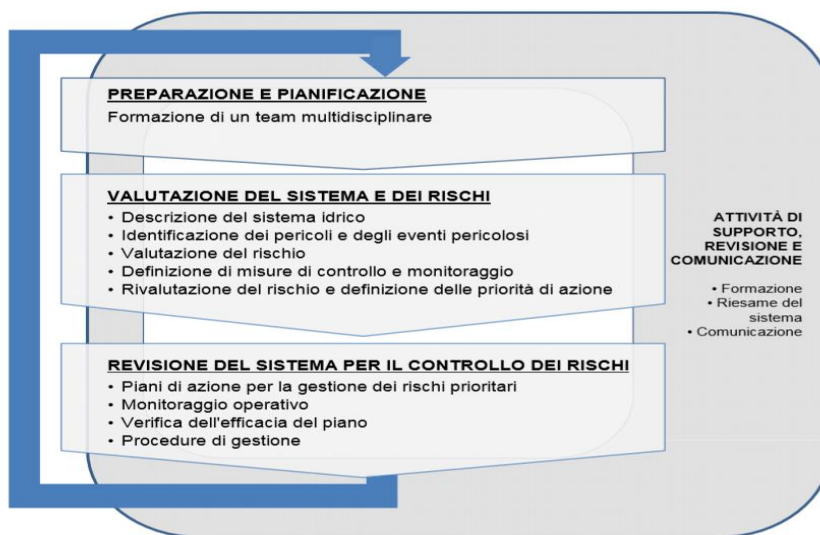 PREPARAZIONE E PIANIFICAZIONE
Formazione di un team multidisciplinare
VALUTAZIONE DEL SISTEMA E DEI RISCHI
• Descrizione del sistema idrico
• Identificazione dei pericoli e degli eventi pericolosi
• Valutazione del rischio
• Definizione di misure di controllo e monitoraggio
• Rivalutazione del rischio e definizione delle priorità di azione
REVISIONE DEL SISTEMA PER IL CONTROLLO DEI RISCHI
• Piani di azione per la gestione dei rischi prioritari
• Monitoraggio operativo
• Verifica dell'efficacia del piano
• Procedure di gestione
ATTIVITÀ DI
SUPPORTO,
REVISIONE E
COMUNICAZIONE
• Formazione
• Riesame del
sistema
• Comunicazione